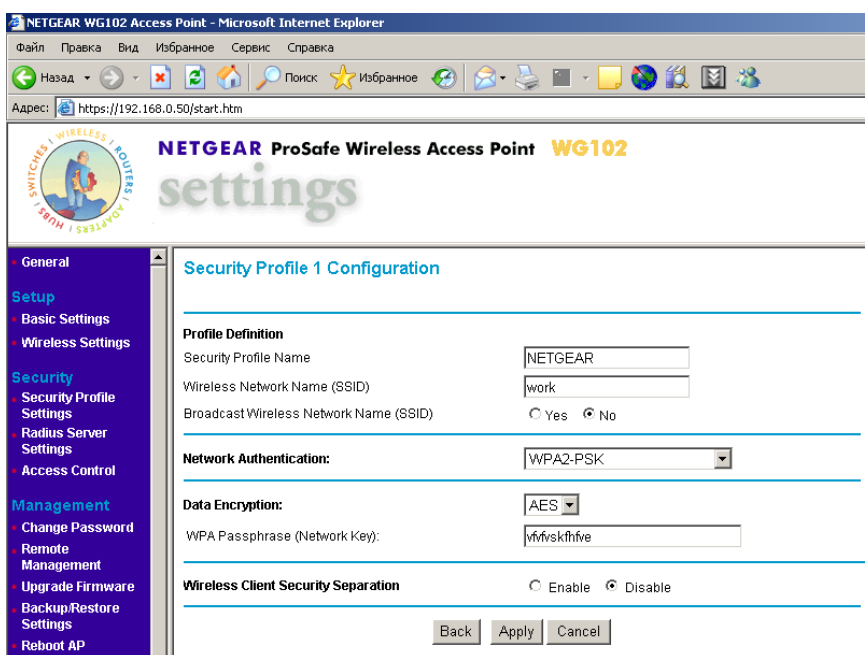 NETGEAR WG102 Access Point - Microsoft Internet Explorer
Файл Правка Вид Избранное Сервис Справка
Назад Поиск Избранное
Адрес: https://192.168.0.50/start.htm
SWITCHES WIRELESS ROUTERS ADAPTERS HUBS
NETGEAR ProSafe Wireless Access Point WG102
settings
General
Setup
Basic Settings
Wireless Settings
Security
Security Profile
Settings
Radius Server
Settings
Access Control
Management
Change Password
Remote
Management
Upgrade Firmware
Backup/Restore
Settings
Reboot AP
Security Profile 1 Configuration
Profile Definition
Security Profile Name NETGEAR
Wireless Network Name (SSID) work
Broadcast Wireless Network Name (SSID) Yes No
Network Authentication: WPA2-PSK
Data Encryption: AES
WPA Passphrase (Network Key):
Wireless Client Security Separation Enable Disable
Back Apply Cancel